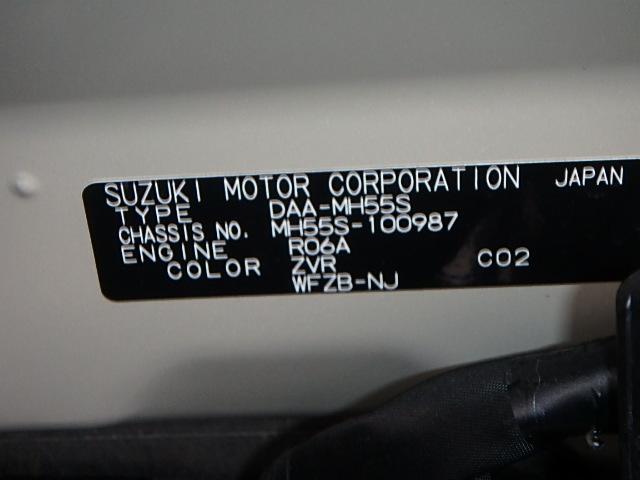 SUZUKI MOTOR CORPORATION JAPAN
TYPE DAA-MH55S
CHASSIS NO. MH55S-100987
ENGINE R06A
COLOR ZVR C02
WFZB-NJ